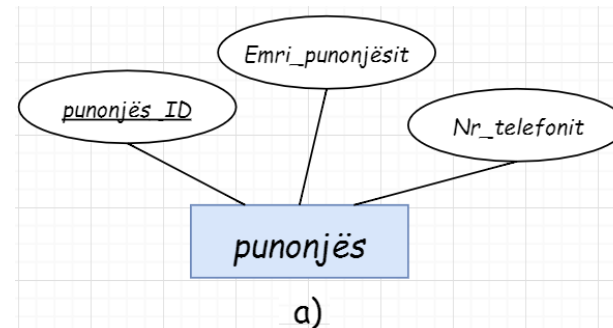 Emri_punonjësit
punonjës_ID
Nr_telefonit
punonjës
a)